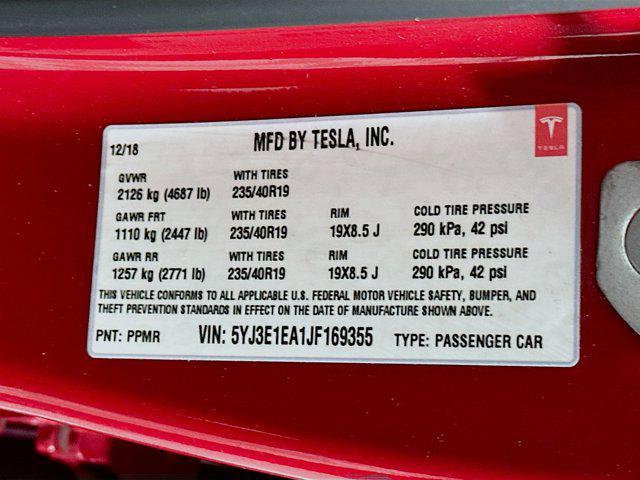 MFD BY TESLA, INC.
TESLA
12/18
GVWR WITH TIRES
2126 kg (4687 lb) 235/40R19
GAWR FRT WITH TIRES RIM COLD TIRE PRESSURE
1110 kg (2447 lb) 235/40R19 19X8.5 J 290 kPa, 42 psi
GAWR RR WITH TIRES RIM COLD TIRE PRESSURE
1257 kg (2771 lb) 235/40R19 19X8.5 J 290 kPa, 42 psi
THIS VEHICLE CONFORMS TO ALL APPLICABLE U.S. FEDERAL MOTOR VEHICLE SAFETY, BUMPER, AND
THEFT PREVENTION STANDARDS IN EFFECT ON THE DATE OF MANUFACTURE SHOWN ABOVE.
PNT: PPMR VIN: 5YJ3E1EA1JF169355 TYPE: PASSENGER CAR